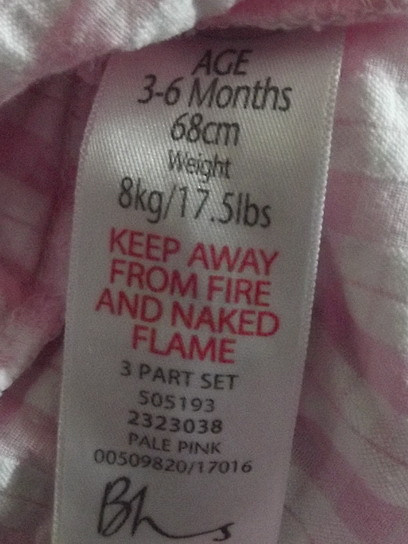 AGE
3-6 Months
68cm
Weight
8kg/17.5lbs
KEEP AWAY
FROM FIRE
AND NAKED
FLAME
3 PART SET
505193
2323038
PALE PINK
00509820/17016
Bhs